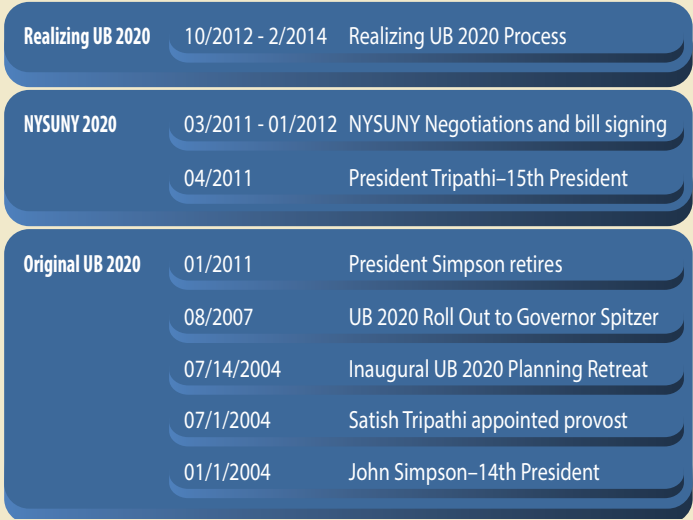 Realizing UB 2020 10/2012 - 2/2014 Realizing UB 2020 Process
NYSUNY 2020 03/2011 - 01/2012 NYSUNY Negotiations and bill signing
04/2011 President Tripathi–15th President
Original UB 2020 01/2011 President Simpson retires
08/2007 UB 2020 Roll Out to Governor Spitzer
07/14/2004 Inaugural UB 2020 Planning Retreat
07/1/2004 Satish Tripathi appointed provost
01/1/2004 John Simpson–14th President